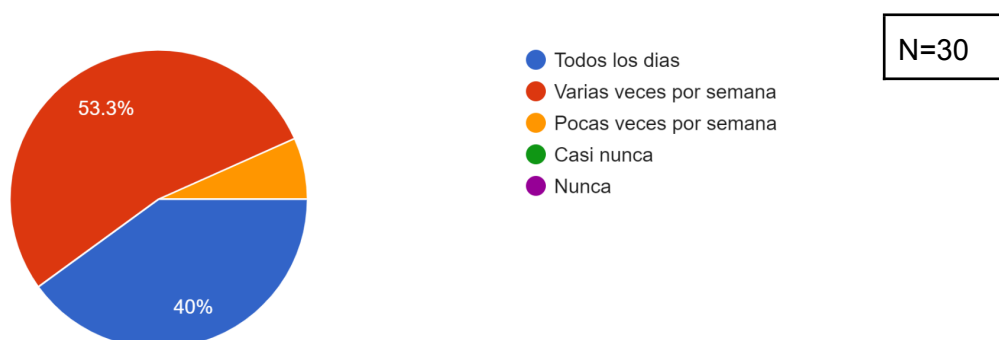 53.3%
40%
Todos los dias
Varias veces por semana
Pocas veces por semana
Casi nunca
Nunca
N=30